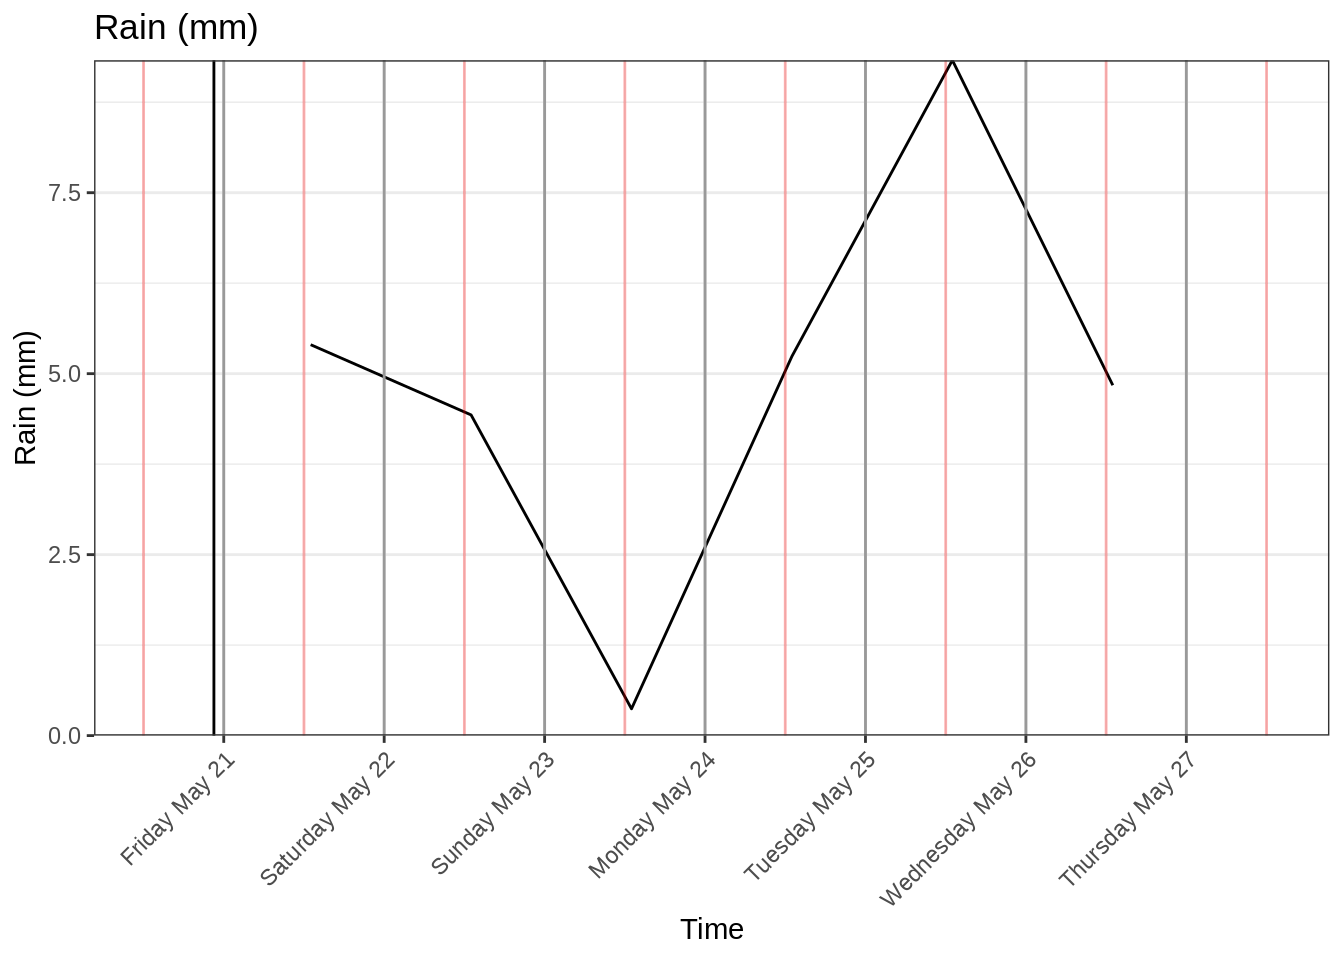 Rain (mm)
Rain (mm)
7.5
5.0
2.5
0.0
Friday May 21
Saturday May 22
Sunday May 23
Monday May 24
Tuesday May 25
Wednesday May 26
Thursday May 27
Time